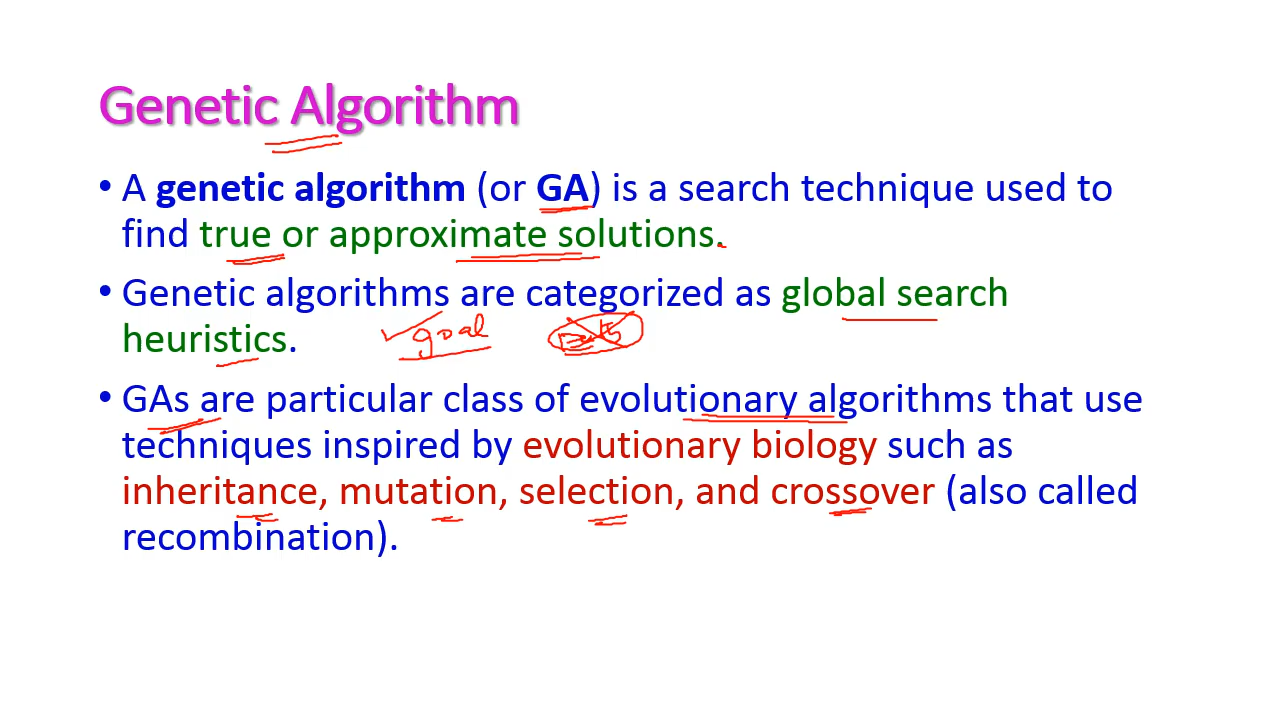 Genetic Algorithm
• A genetic algorithm (or GA) is a search technique used to
find true or approximate solutions.
• Genetic algorithms are categorized as global search
heuristics.
goal
• GAs are particular class of evolutionary algorithms that use
techniques inspired by evolutionary biology such as
inheritance, mutation, selection, and crossover (also called
recombination).